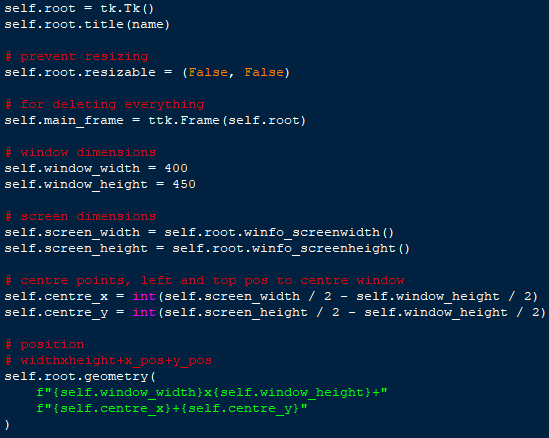 self.root = tk.Tk()
self.root.title(name)
# prevent resizing
self.root.resizable = (False, False)
# for deleting everything
self.main_frame = ttk.Frame(self.root)
# window dimensions
self.window_width = 400
self.window_height = 450
# screen dimensions
self.screen_width = self.root.winfo_screenwidth()
self.screen_height = self.root.winfo_screenheight()
# centre points, left and top pos to centre window
self.centre_x = int(self.screen_width / 2 - self.window_height / 2)
self.centre_y = int(self.screen_height / 2 - self.window_height / 2)
# position
# widthxheight+x_pos+y_pos
self.root.geometry(
    f"{self.window_width}x{self.window_height}+"
    f"{self.centre_x}+{self.centre_y}"
)